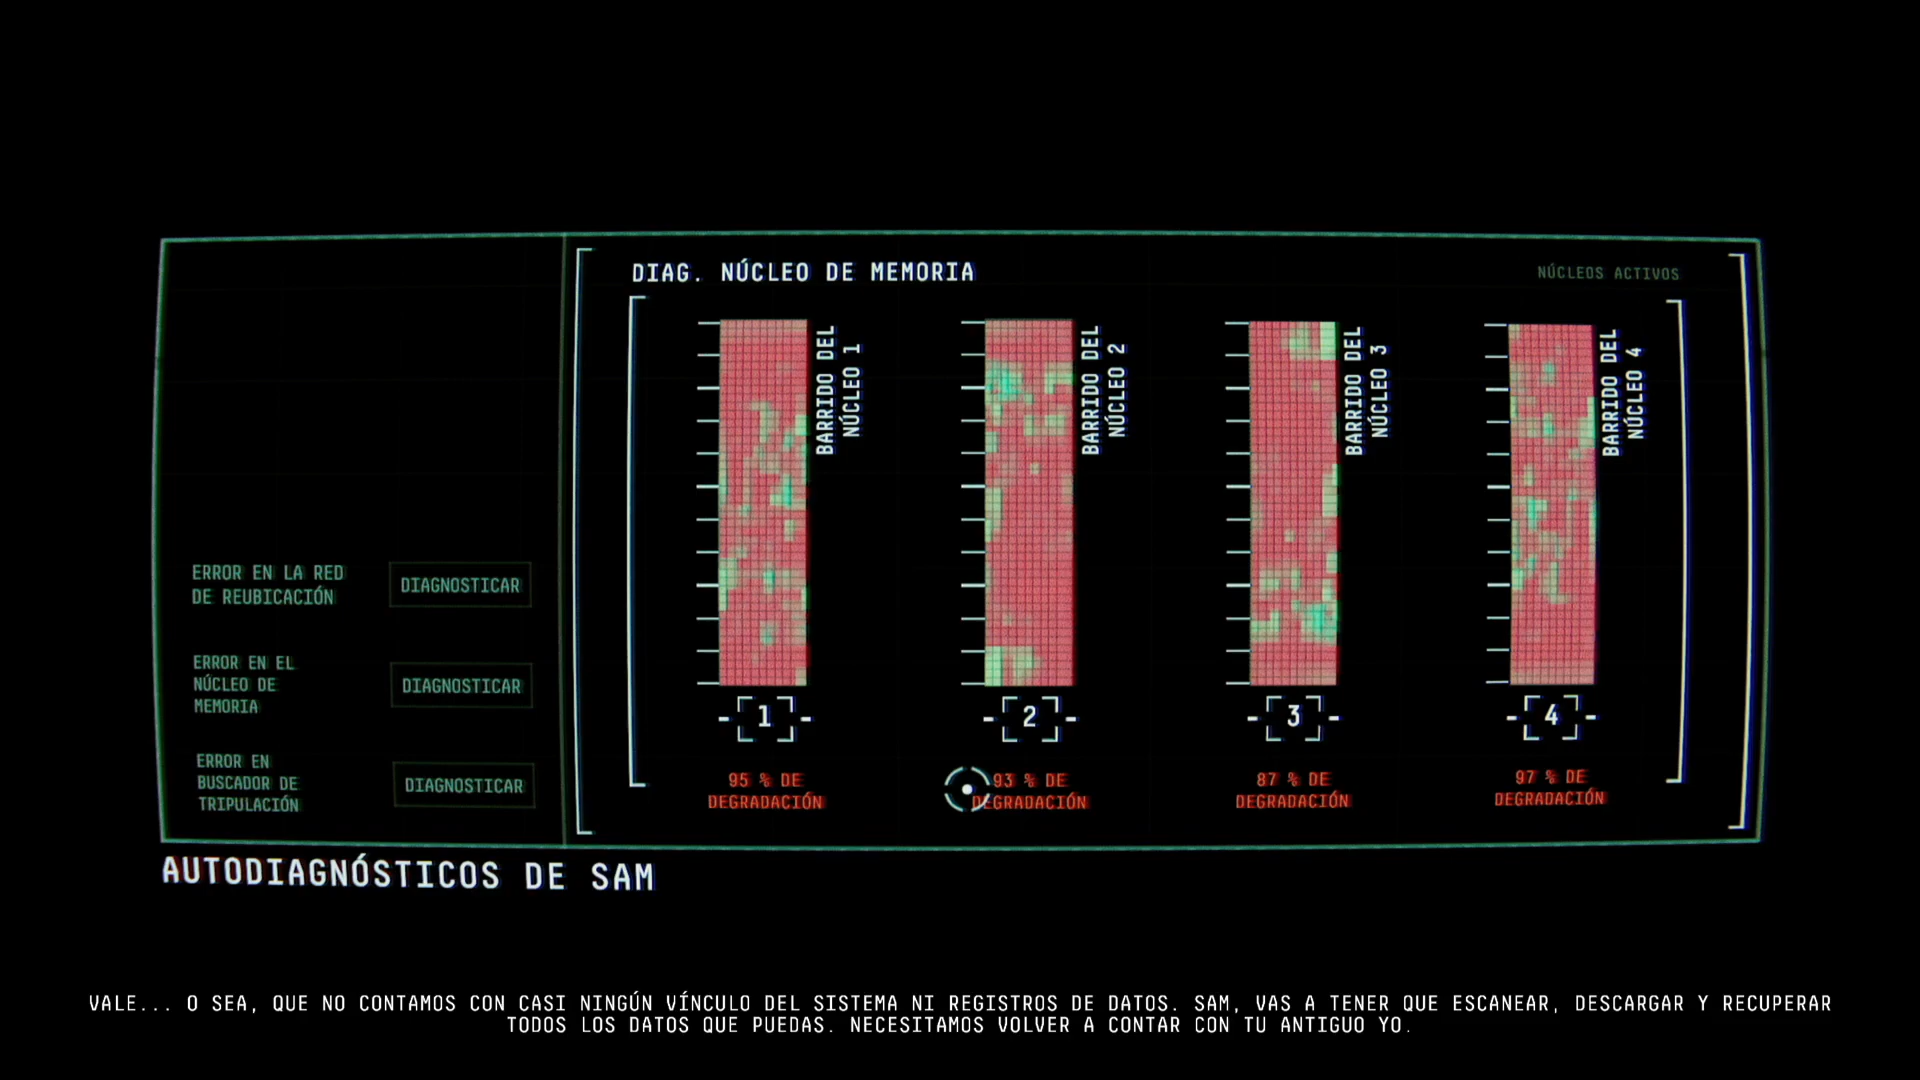 DIAG. NÚCLEO DE MEMORIA
NÚCLEOS ACTIVOS
BARRIDO DEL
NÚCLEO 1
BARRIDO DEL
NÚCLEO 2
BARRIDO DEL
NÚCLEO 3
BARRIDO DEL
NÚCLEO 4
1
2
3
4
95 % DE
DEGRADACIÓN
93 % DE
DEGRADACIÓN
87 % DE
DEGRADACIÓN
97 % DE
DEGRADACIÓN
ERROR EN LA RED
DE REUBICACIÓN
DIAGNOSTICAR
ERROR EN EL
NÚCLEO DE
MEMORIA
DIAGNOSTICAR
ERROR EN
BUSCADOR DE
TRIPULACIÓN
DIAGNOSTICAR
AUTODIAGNÓSTICOS DE SAM
VALE... O SEA, QUE NO CONTAMOS CON CASI NINGÚN VÍNCULO DEL SISTEMA NI REGISTROS DE DATOS. SAM, VAS A TENER QUE ESCANEAR, DESCARGAR Y RECUPERAR
TODOS LOS DATOS QUE PUEDAS. NECESITAMOS VOLVER A CONTAR CON TU ANTIGUO YO.